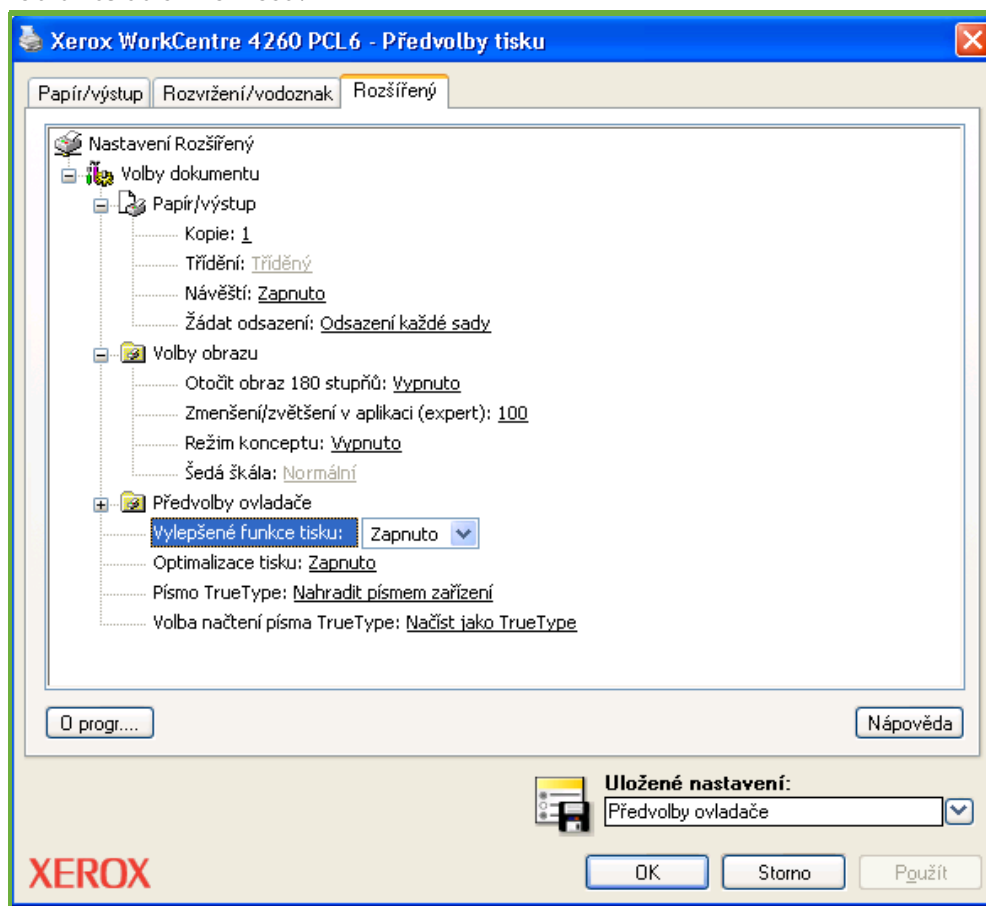 Xerox WorkCentre 4260 PCL6 - Předvolby tisku
Papír/výstup Rozvržení/vodoznak Rozšířený
Nastavení Rozšířený
Volby dokumentu
Papír/výstup
Kopie: 1
Třídění: Tříděný
Návěští: Zapnuto
Žádat odsazení: Odsazení každé sady
Volby obrazu
Otočit obraz 180 stupňů: Vypnuto
Zmenšení/zvětšení v aplikaci (expert): 100
Režim konceptu: Vypnuto
Šedá škála: Normální
Předvolby ovladače
Vylepšené funkce tisku: Zapnuto
Optimalizace tisku: Zapnuto
Písmo TrueType: Nahradit písmem zařízení
Volba načtení písma TrueType: Načíst jako TrueType
O progr.... Nápověda
Uložené nastavení:
Předvolby ovladače
XEROX OK Storno Použít